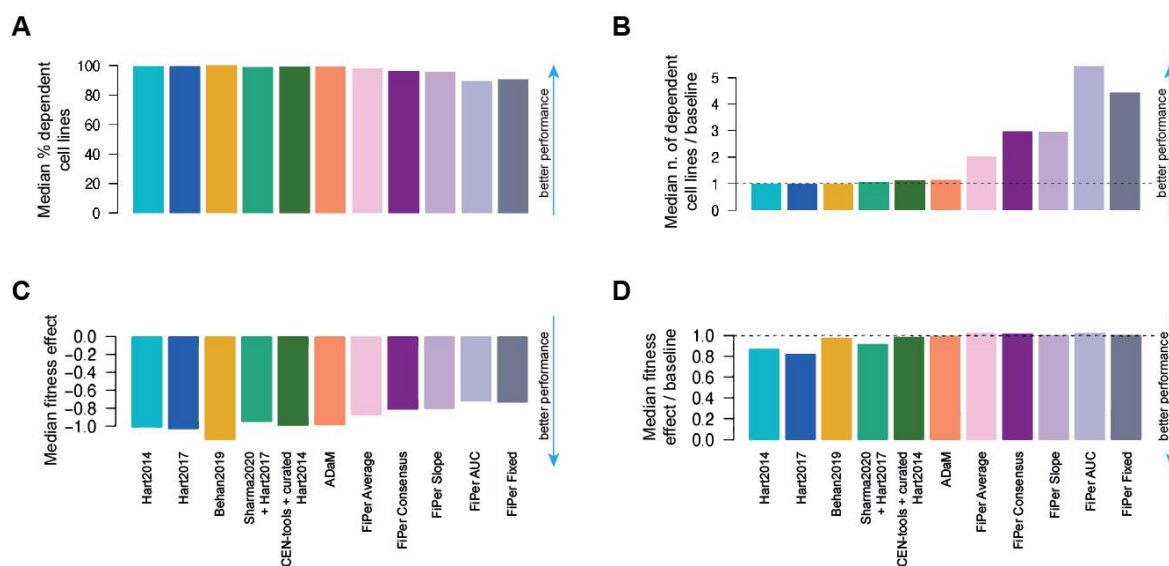 A
Median % dependent
cell lines
100
80
60
40
20
0
better performance
B
Median n. of dependent
cell lines / baseline
5
4
3
2
1
0
better performance
C
Median fitness effect
0.0
−0.2
−0.4
−0.6
−0.8
−1.0
better performance
Hart2014
Hart2017
Behan2019
Sharma2020
+ Hart2017
CEN-tools + curated
Hart2014
ADaM
FiPer Average
FiPer Consensus
FiPer Slope
FiPer AUC
FiPer Fixed
D
Median fitness
effect / baseline
1.0
0.8
0.6
0.4
0.2
0.0
better performance
Hart2014
Hart2017
Behan2019
Sharma2020
+ Hart2017
CEN-tools + curated
Hart2014
ADaM
FiPer Average
FiPer Consensus
FiPer Slope
FiPer AUC
FiPer Fixed